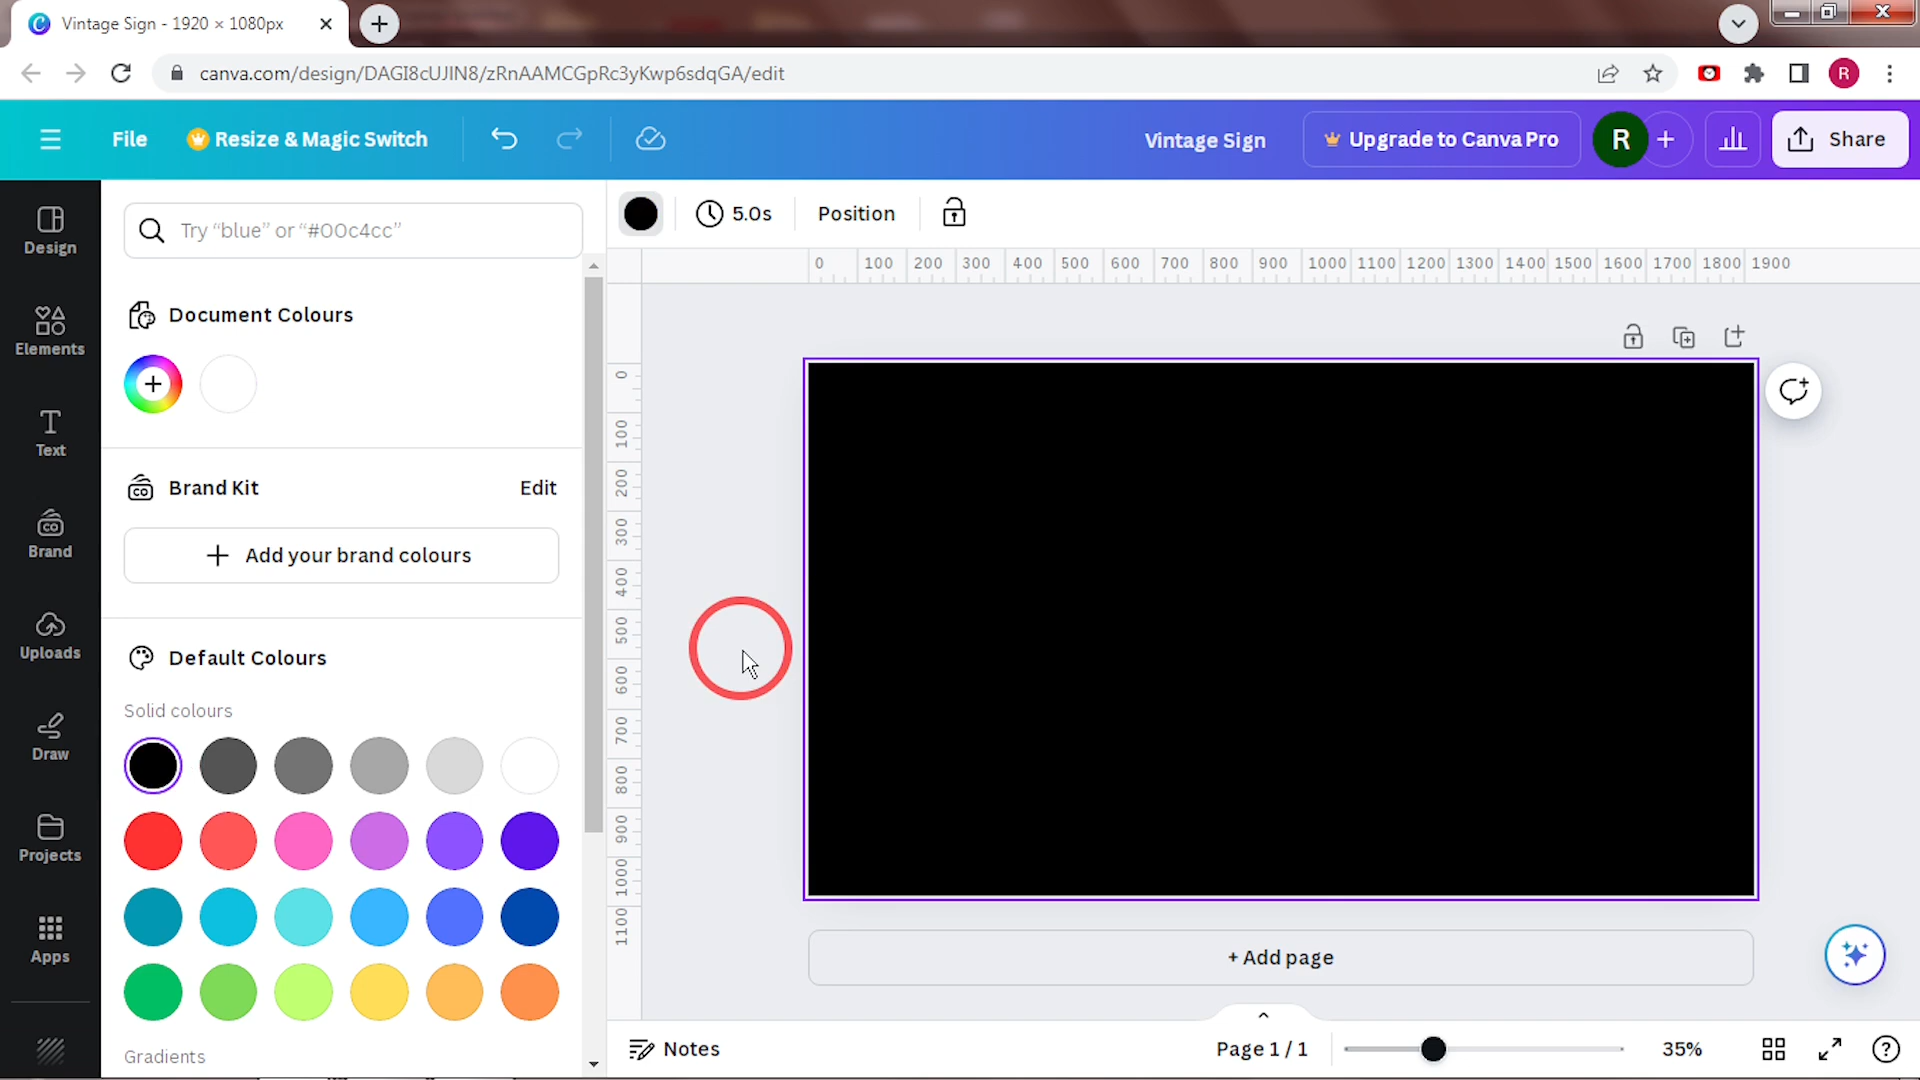 Vintage Sign - 1920 × 1080px
canva.com/design/DAGI8cUJIN8/zRnAAMCGpRc3yKwp6sdqGA/edit
R
File
Resize & Magic Switch
Vintage Sign
Upgrade to Canva Pro
R
Share
Design
Elements
Text
Brand
Uploads
Draw
Projects
Apps
Try “blue” or “#00c4cc”
Document Colours
Brand Kit
Edit
Add your brand colours
Default Colours
Solid colours
Gradients
5.0s
Position
0 100 200 300 400 500 600 700 800 900 1000 1100 1200 1300 1400 1500 1600 1700 1800 1900
0
100
200
300
400
500
600
700
800
900
1000
1100
+ Add page
Notes
Page 1 / 1
35%